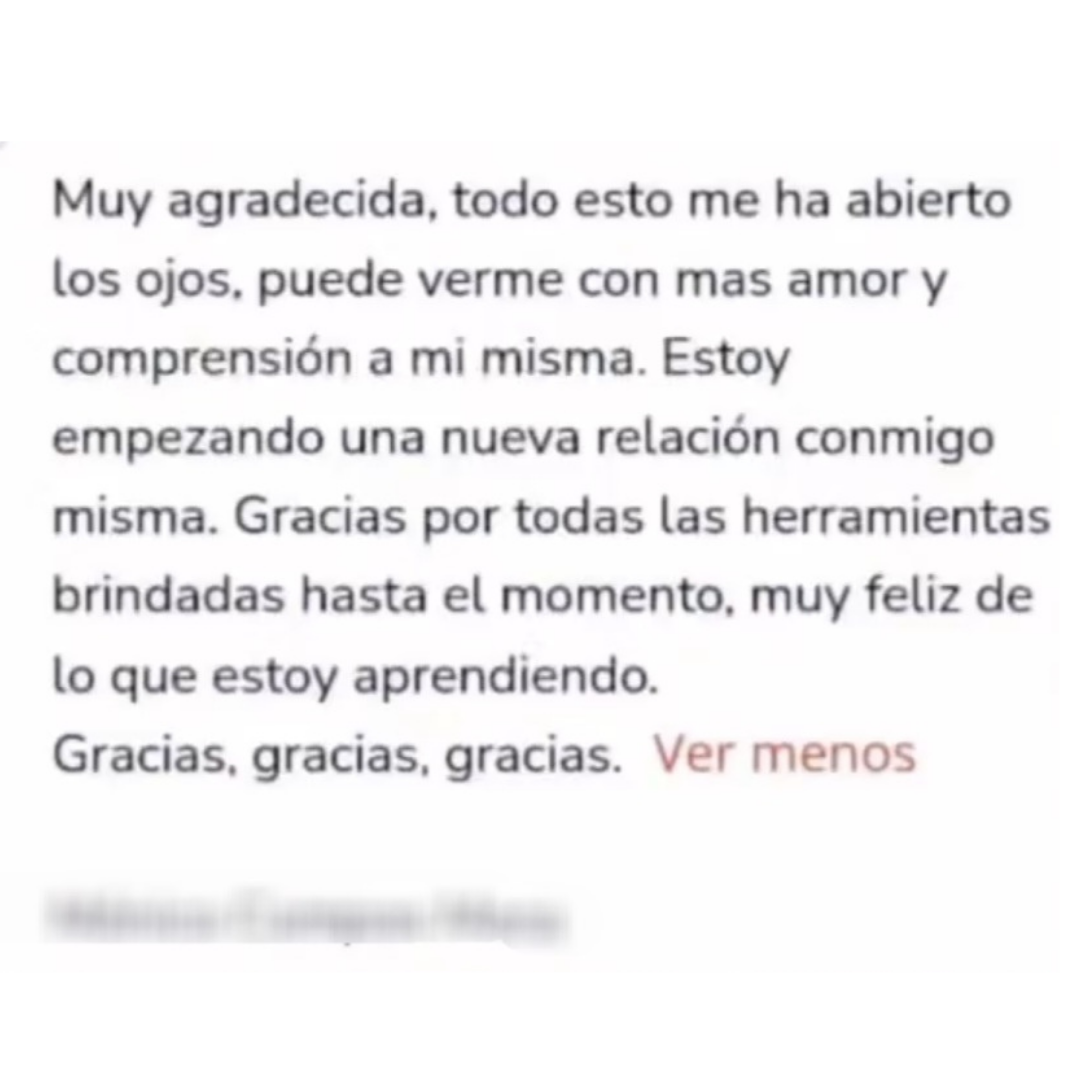 Muy agradecida, todo esto me ha abierto
los ojos, puede verme con mas amor y
comprensión a mi misma. Estoy
empezando una nueva relación conmigo
misma. Gracias por todas las herramientas
brindadas hasta el momento, muy feliz de
lo que estoy aprendiendo.
Gracias, gracias, gracias. Ver menos